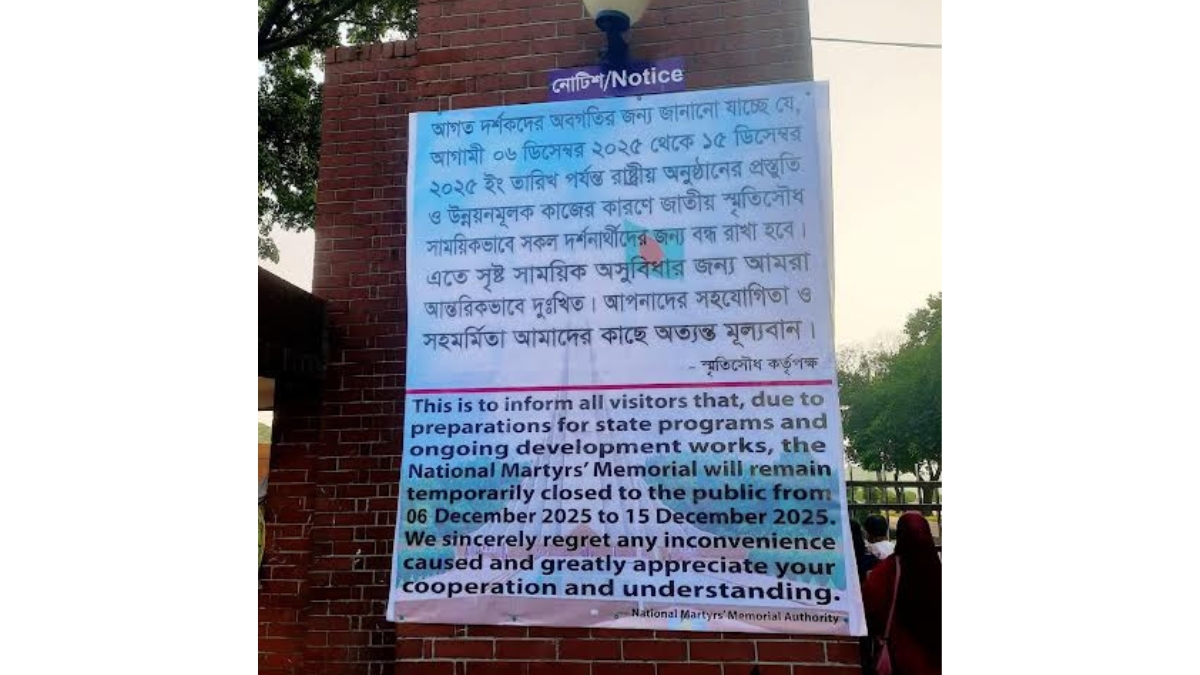 নোটিশ/Notice
আগত দর্শকদের অবগতির জন্য জানানো যাচ্ছে যে,
আগামী ০৬ ডিসেম্বর ২০২৫ থেকে ১৫ ডিসেম্বর
২০২৫ ইং তারিখ পর্যন্ত রাষ্ট্রীয় অনুষ্ঠানের প্রস্তুতি
ও উন্নয়নমূলক কাজের কারণে জাতীয় স্মৃতিসৌধ
সাময়িকভাবে সকল দর্শনার্থীদের জন্য বন্ধ রাখা হবে।
এতে সৃষ্ট সাময়িক অসুবিধার জন্য আমরা
আন্তরিকভাবে দুঃখিত। আপনাদের সহযোগিতা ও
সহমর্মিতা আমাদের কাছে অত্যন্ত মূল্যবান।
- স্মৃতিসৌধ কর্তৃপক্ষ
This is to inform all visitors that, due to
preparations for state programs and
ongoing development works, the
National Martyrs’ Memorial will remain
temporarily closed to the public from
06 December 2025 to 15 December 2025.
We sincerely regret any inconvenience
caused and greatly appreciate your
cooperation and understanding.
— National Martyrs’ Memorial Authority